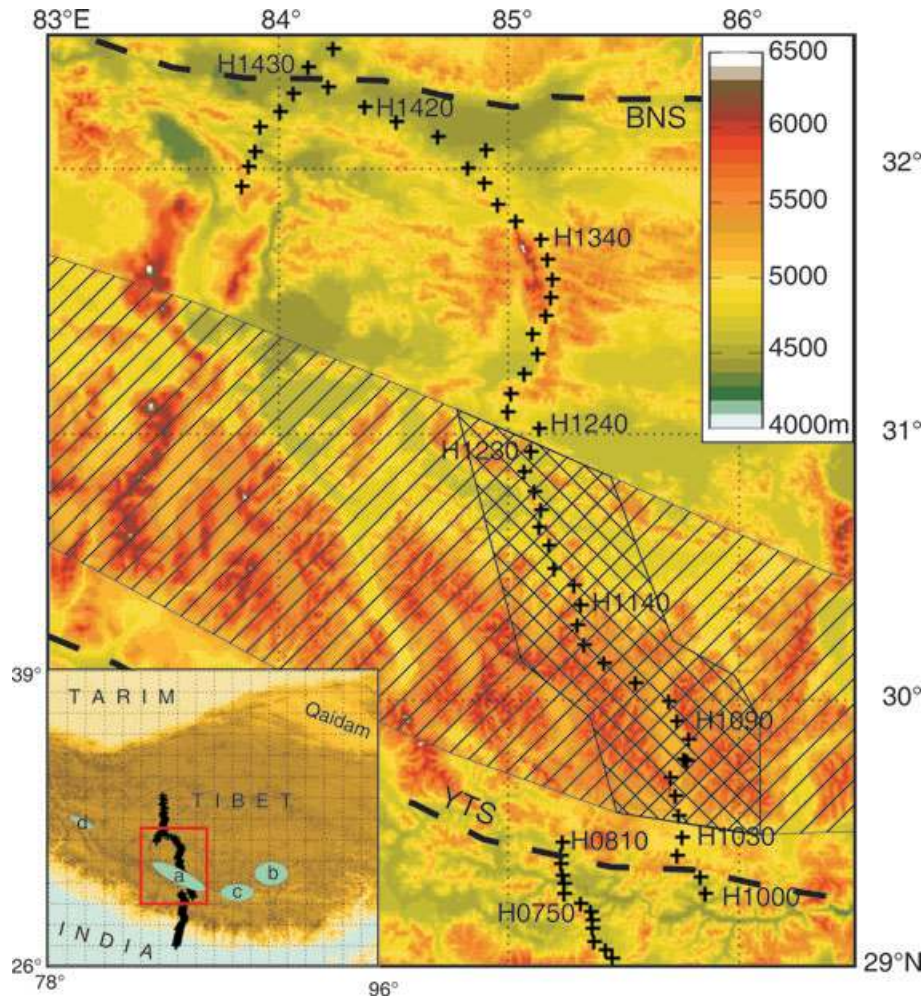 83°E 84° 85° 86°
6500
H1430
6000
H1420
BNS
32°
5500
H1340
5000
4500
4000m
H1240
31°
H1230
H1140
39°
30°
TARIM
H1090
Qaidam
TIBET
YTS
d
H0810
H1030
a
b
c
H1000
H0750
INDIA
26°
29°N
78°
96°